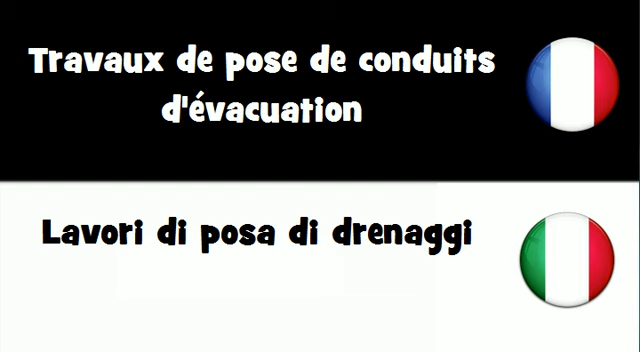 Travaux de pose de conduits
d'évacuation
Lavori di posa di drenaggi